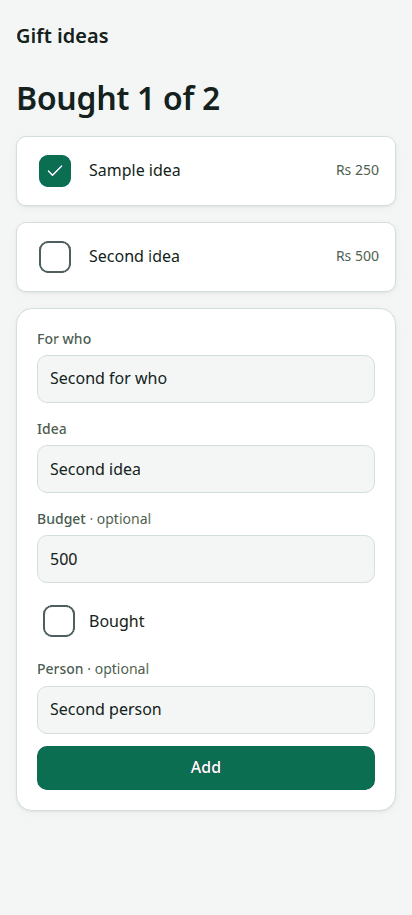 Gift ideas
Bought 1 of 2
Sample idea Rs 250
Second idea Rs 500
For who
Second for who
Idea
Second idea
Budget · optional
500
Bought
Person · optional
Second person
Add